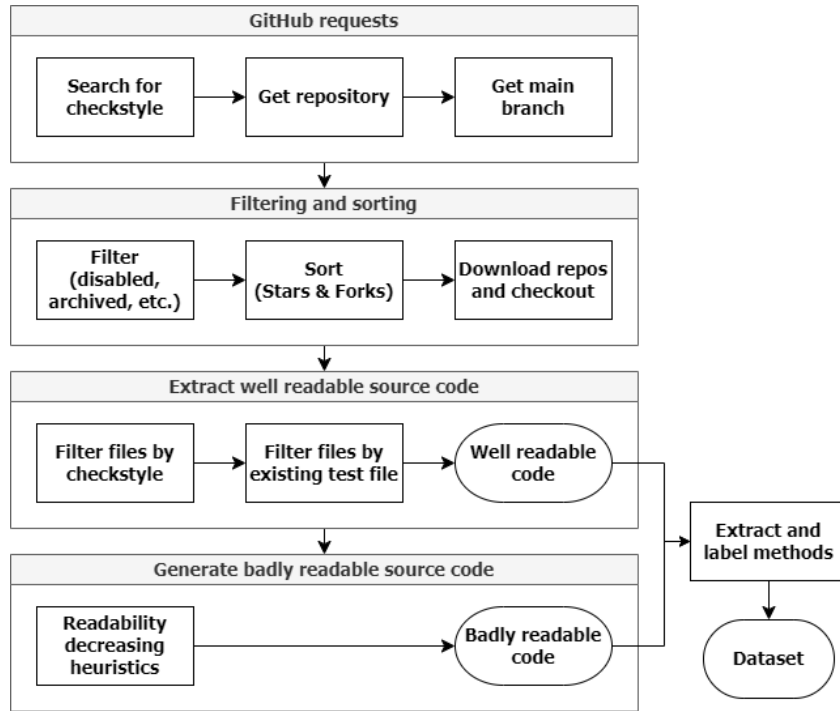 GitHub requests
Search for
checkstyle
Get repository
Get main
branch
Filtering and sorting
Filter
(disabled,
archived, etc.)
Sort
(Stars & Forks)
Download repos
and checkout
Extract well readable source code
Filter files by
checkstyle
Filter files by
existing test file
Well readable
code
Extract and
label methods
Generate badly readable source code
Readability
decreasing
heuristics
Badly readable
code
Dataset